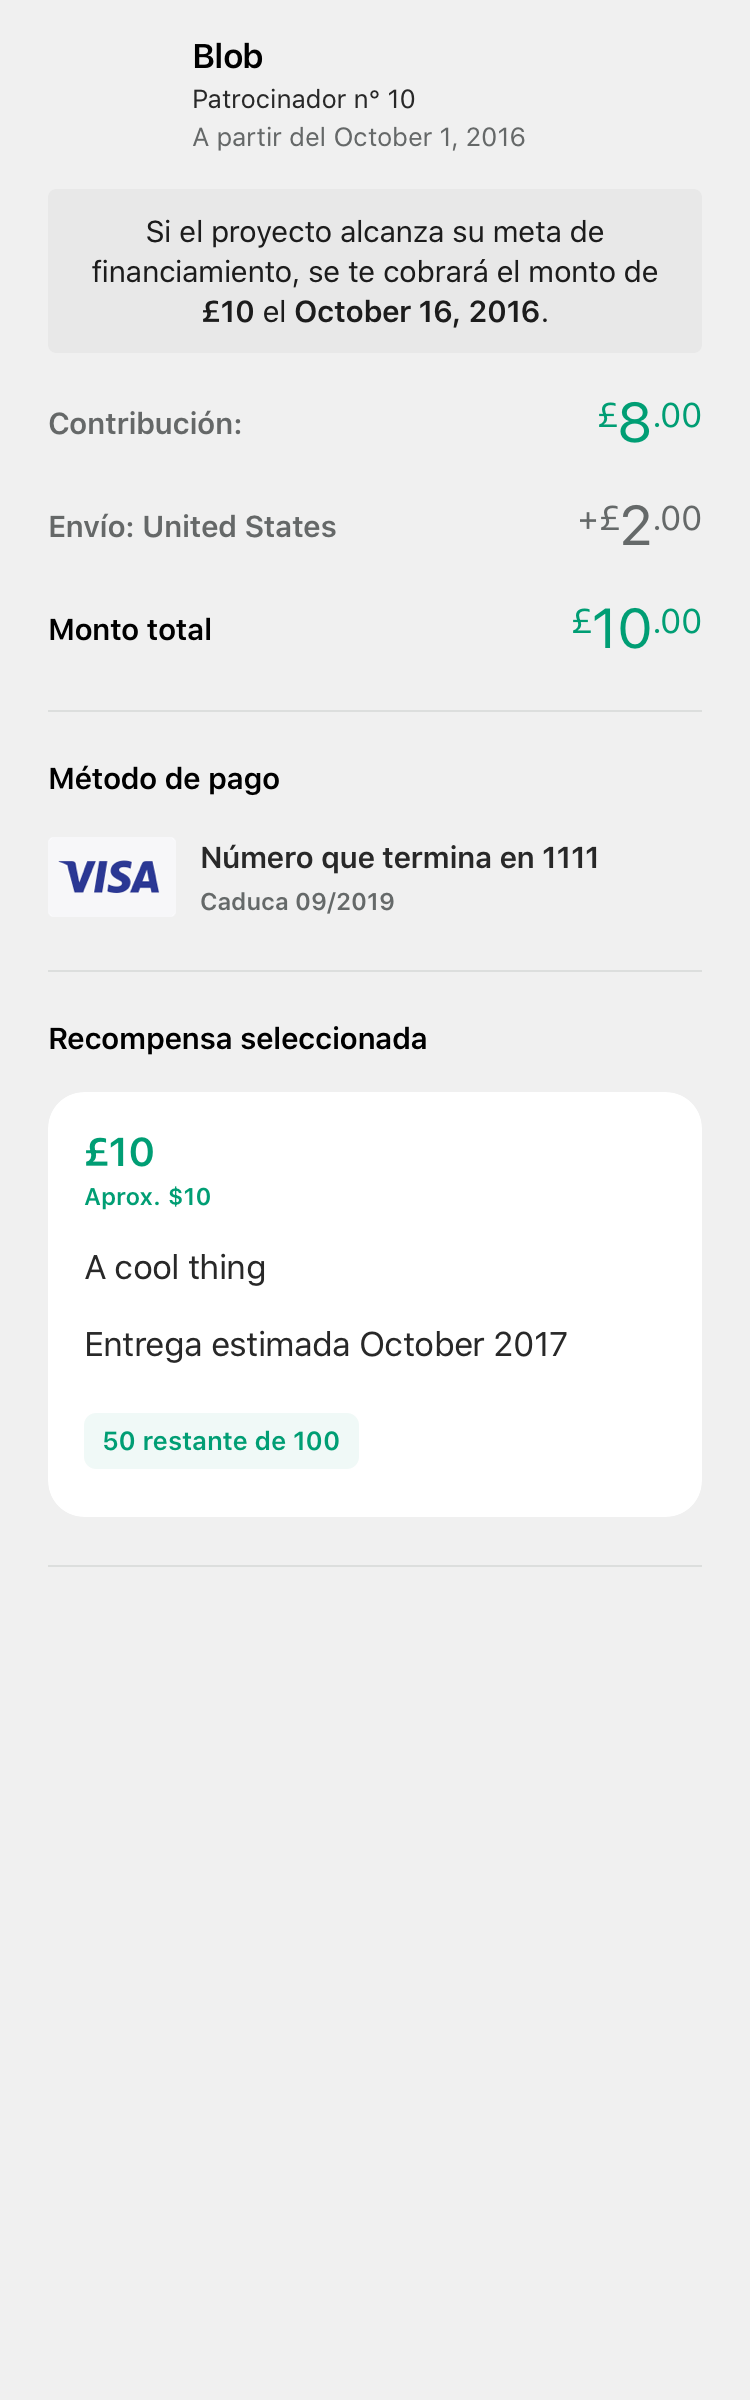 Blob
Patrocinador n° 10
A partir del October 1, 2016
Si el proyecto alcanza su meta de
financiamiento, se te cobrará el monto de
£10 el October 16, 2016.
Contribución: £8.00
Envío: United States +£2.00
Monto total £10.00
Método de pago
VISA
Número que termina en 1111
Caduca 09/2019
Recompensa seleccionada
£10
Aprox. $10
A cool thing
Entrega estimada October 2017
50 restante de 100